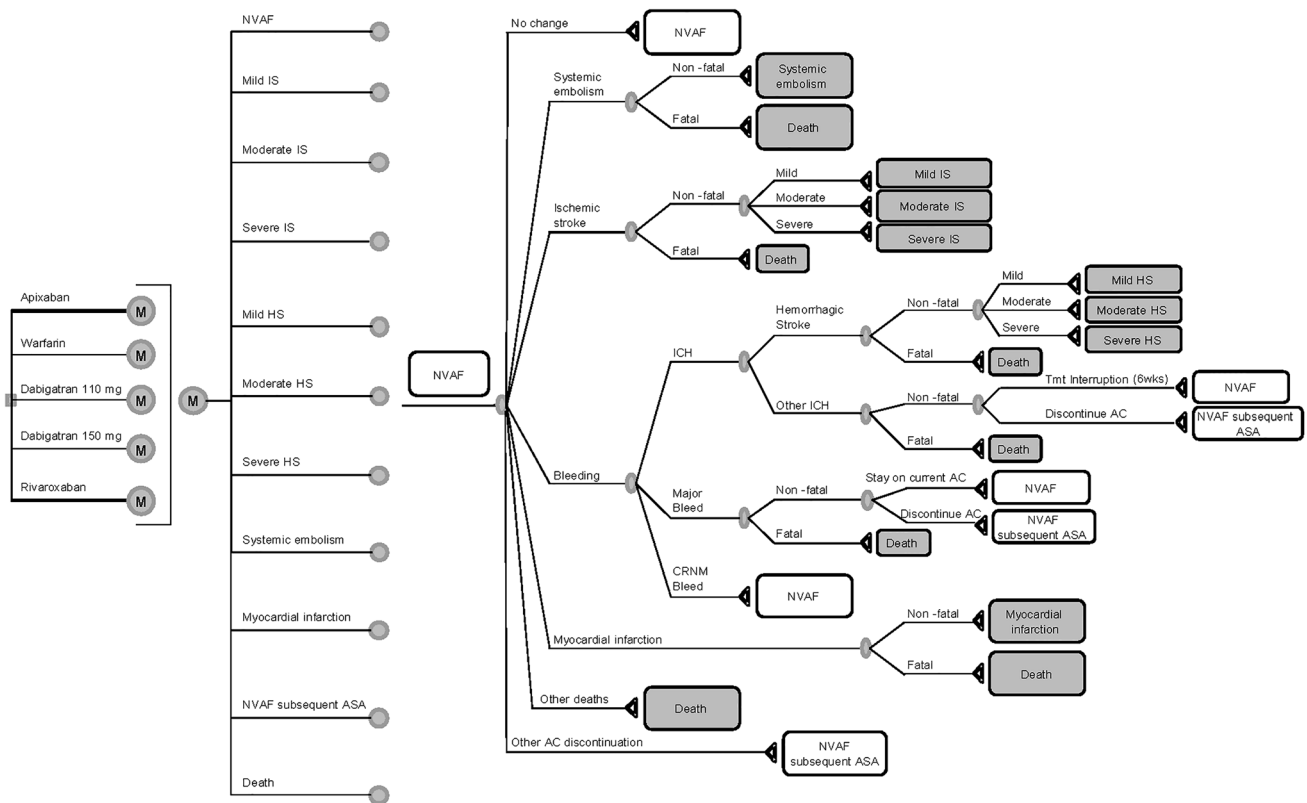 Apixaban
M
Warfarin
M
Dabigatran 110 mg
M
Dabigatran 150 mg
M
Rivaroxaban
M
M
NVAF
Mild IS
Moderate IS
Severe IS
Mild HS
Moderate HS
Severe HS
Systemic embolism
Myocardial infarction
NVAF subsequent ASA
Death
NVAF
No change
NVAF
Systemic
embolism
Non -fatal
Systemic
embolism
Fatal
Death
Ischemic
stroke
Non -fatal
Mild
Mild IS
Moderate
Moderate IS
Severe
Severe IS
Fatal
Death
Bleeding
ICH
Hemorrhagic
Stroke
Non -fatal
Mild
Mild HS
Moderate
Moderate HS
Severe
Severe HS
Fatal
Death
Other ICH
Non -fatal
Tmt Interruption (6wks)
NVAF
Discontinue AC
NVAF subsequent
ASA
Fatal
Death
Major
Bleed
Non -fatal
Stay on current AC
NVAF
Discontinue AC
NVAF
subsequent ASA
Fatal
Death
CRNM
Bleed
NVAF
Myocardial infarction
Non -fatal
Myocardial
infarction
Fatal
Death
Other deaths
Death
Other AC discontinuation
NVAF
subsequent ASA